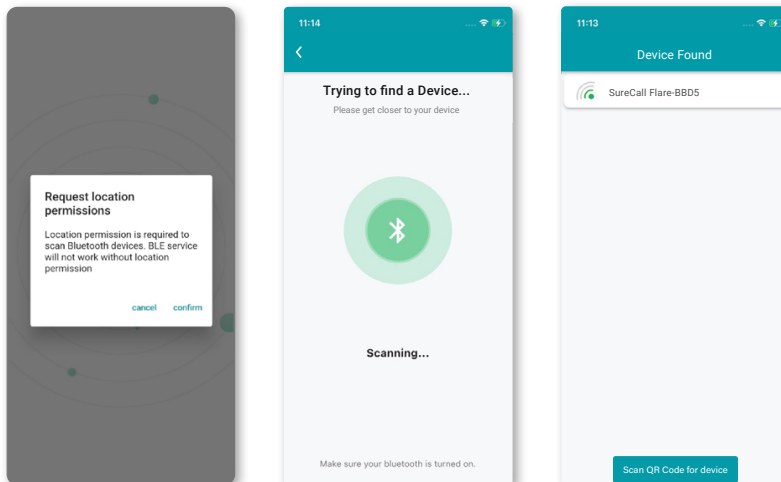 Request location
permissions
Location permission is required to
scan Bluetooth devices. BLE service
will not work without location
permission
cancel confirm
11:14
Trying to find a Device...
Please get closer to your device
Scanning...
Make sure your bluetooth is turned on.
11:13
Device Found
SureCall Flare-BBD5
Scan QR Code for device